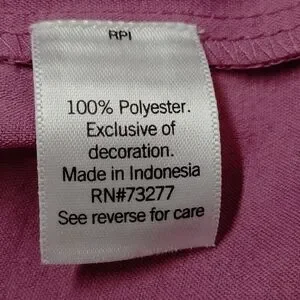 RPI
100% Polyester.
Exclusive of
decoration.
Made in Indonesia
RN#73277
See reverse for care